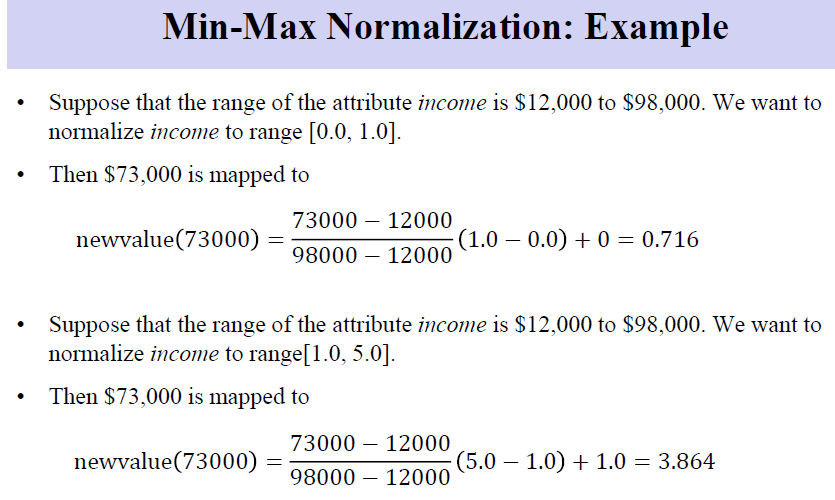 Min-Max Normalization: Example
• Suppose that the range of the attribute income is $12,000 to $98,000. We want to
normalize income to range [0.0, 1.0].
• Then $73,000 is mapped to
newvalue(73000) = \frac{73000 − 12000}{98000 − 12000}(1.0 − 0.0) + 0 = 0.716
• Suppose that the range of the attribute income is $12,000 to $98,000. We want to
normalize income to range[1.0, 5.0].
• Then $73,000 is mapped to
newvalue(73000) = \frac{73000 − 12000}{98000 − 12000}(5.0 − 1.0) + 1.0 = 3.864